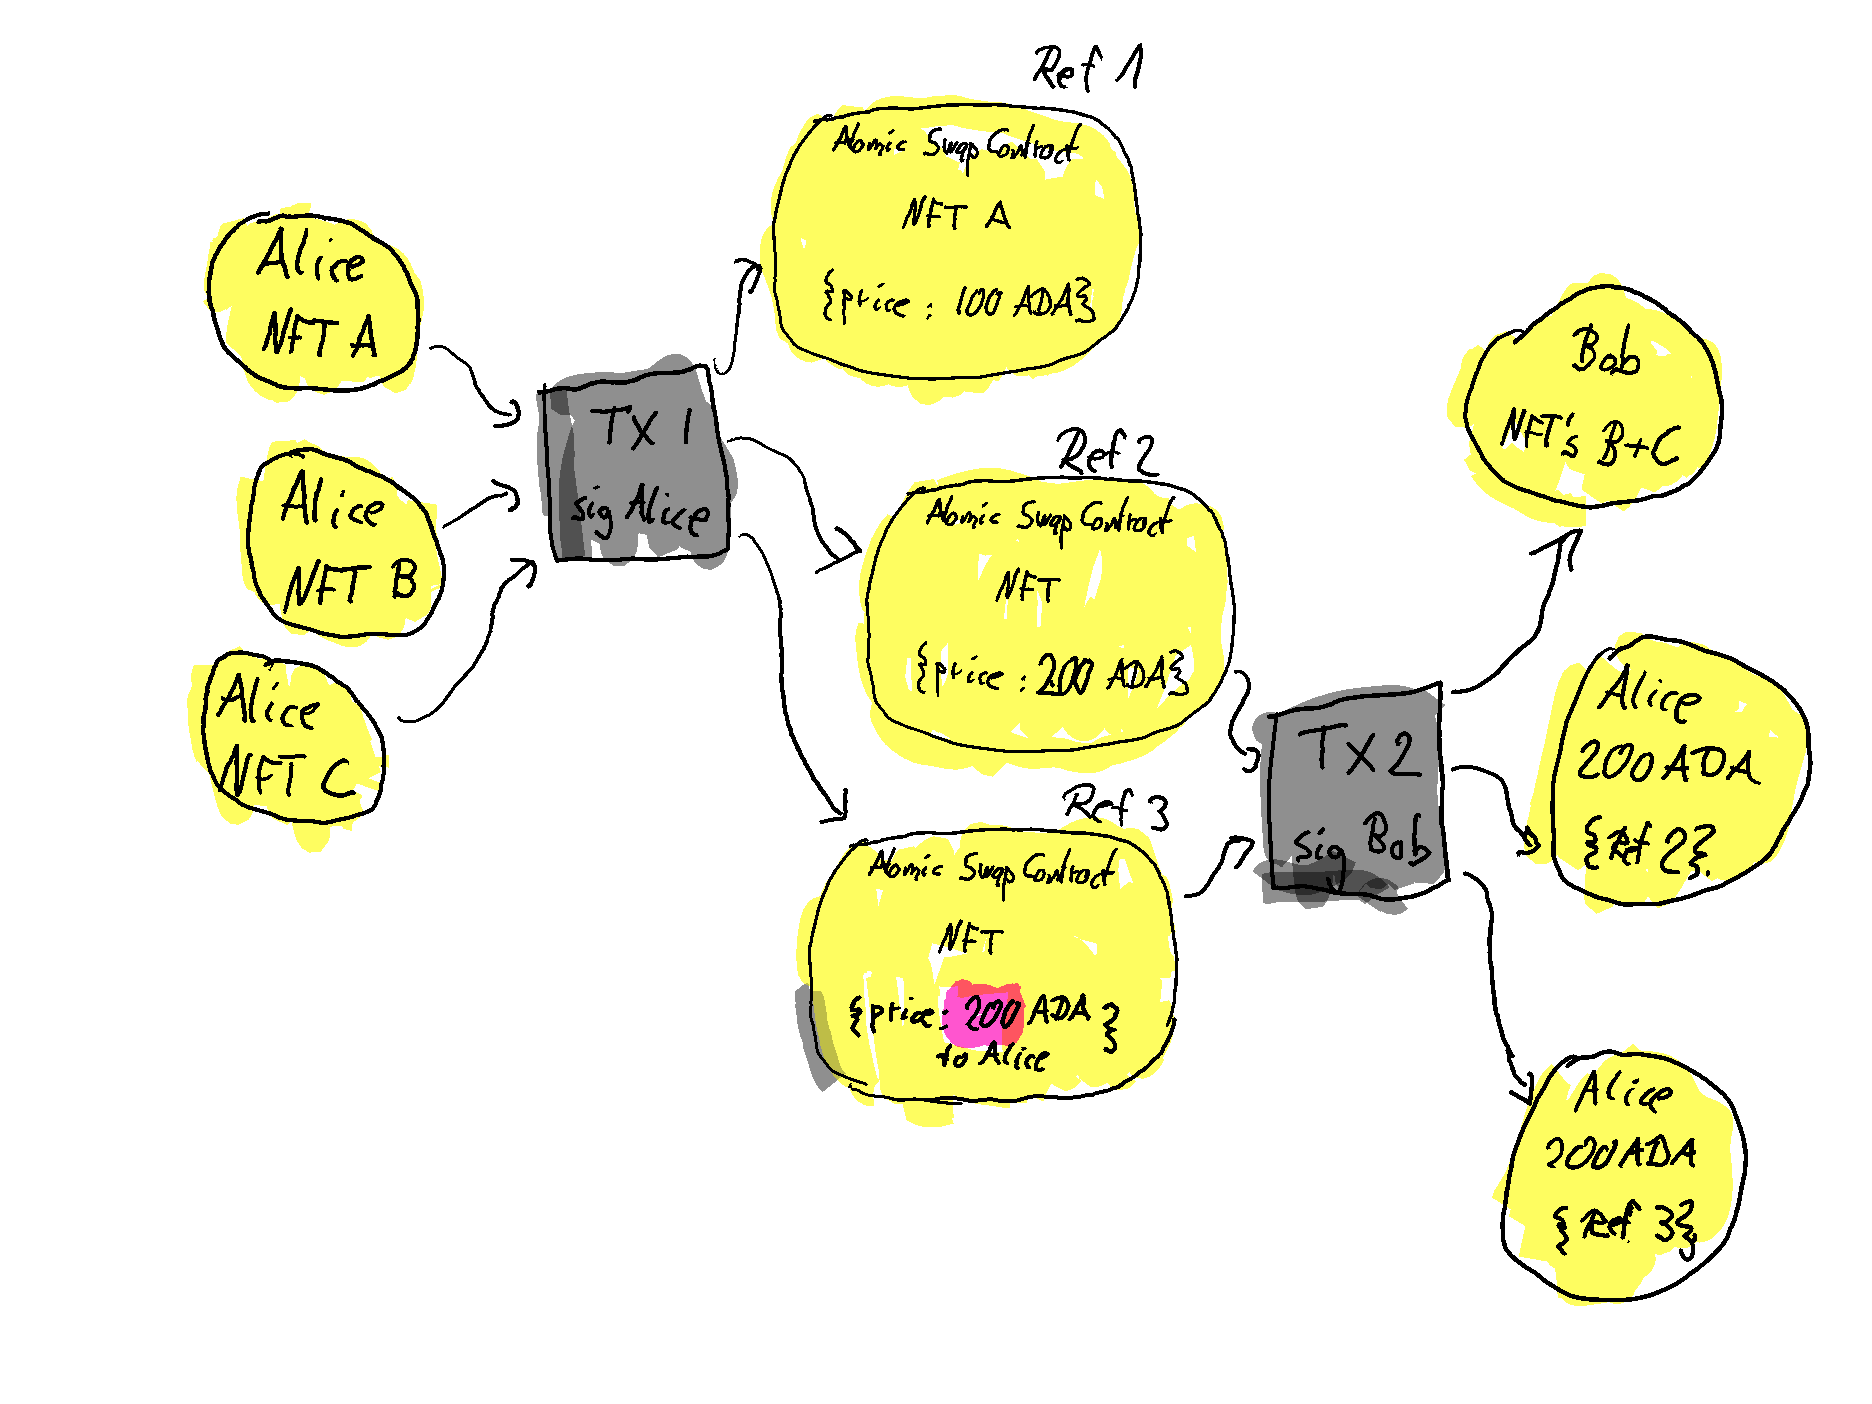 Ref 1
Atomic Swap Contract
NFT A
{price : 100 ADA}
Alice
NFT A
Alice
NFT B
Alice
NFT C
TX 1
sig Alice
Ref 2
Atomic Swap Contract
NFT
{price : 200 ADA}
Ref 3
Atomic Swap Contract
NFT
{price: 200 ADA }
to Alice
TX2
sig Bob
Bob
NFT's B+C
Alice
200 ADA
{Ref 2}.
Alice
200 ADA
{Ref 3}